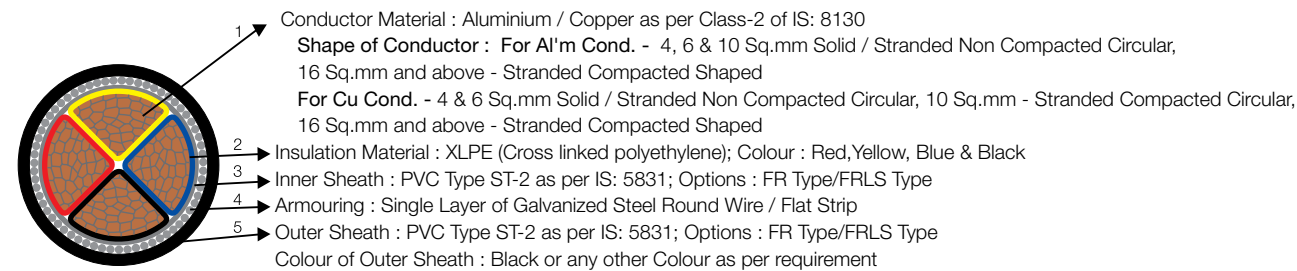 1
Conductor Material : Aluminium / Copper as per Class-2 of IS: 8130
Shape of Conductor : For Al'm Cond. - 4, 6 & 10 Sq.mm Solid / Stranded Non Compacted Circular,
16 Sq.mm and above - Stranded Compacted Shaped
For Cu Cond. - 4 & 6 Sq.mm Solid / Stranded Non Compacted Circular, 10 Sq.mm - Stranded Compacted Circular,
16 Sq.mm and above - Stranded Compacted Shaped
2 Insulation Material : XLPE (Cross linked polyethylene); Colour : Red,Yellow, Blue & Black
3 Inner Sheath : PVC Type ST-2 as per IS: 5831; Options : FR Type/FRLS Type
4 Armouring : Single Layer of Galvanized Steel Round Wire / Flat Strip
5 Outer Sheath : PVC Type ST-2 as per IS: 5831; Options : FR Type/FRLS Type
Colour of Outer Sheath : Black or any other Colour as per requirement